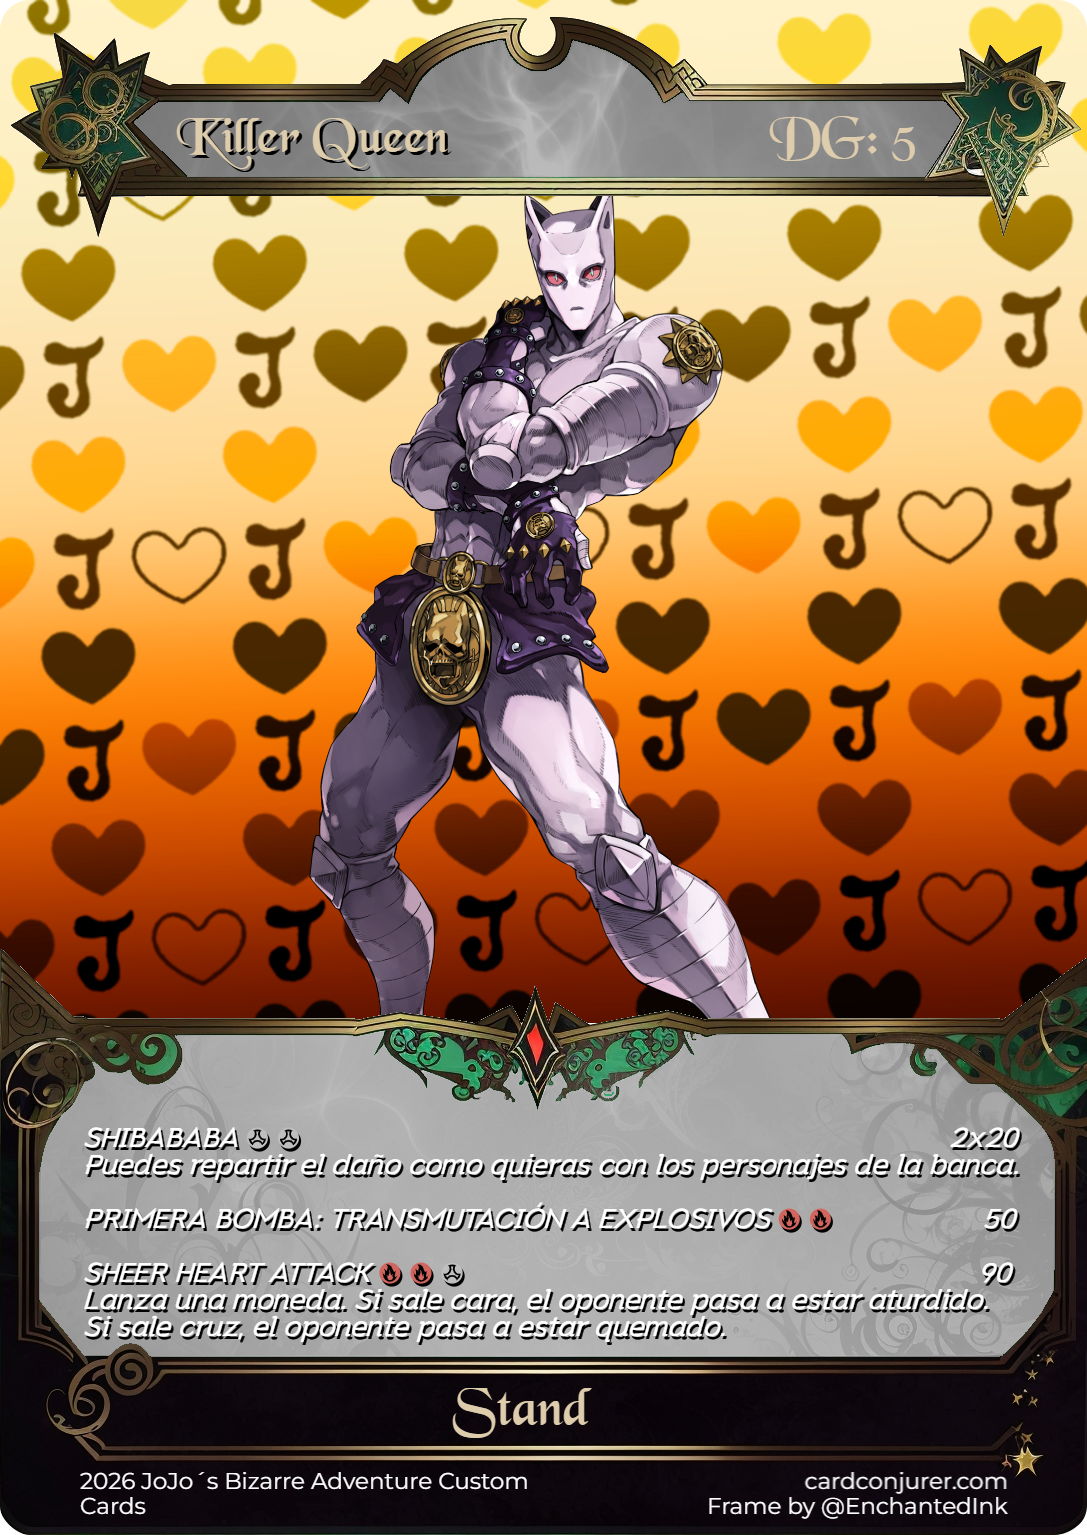 Killer Queen DG: 5
SHIBABABA 2x20
Puedes repartir el daño como quieras con los personajes de la banca.
PRIMERA BOMBA: TRANSMUTACIÓN A EXPLOSIVOS 50
SHEER HEART ATTACK 90
Lanza una moneda. Si sale cara, el oponente pasa a estar aturdido.
Si sale cruz, el oponente pasa a estar quemado.
Stand
2026 JoJo´s Bizarre Adventure Custom
Cards
cardconjurer.com
Frame by @EnchantedInk